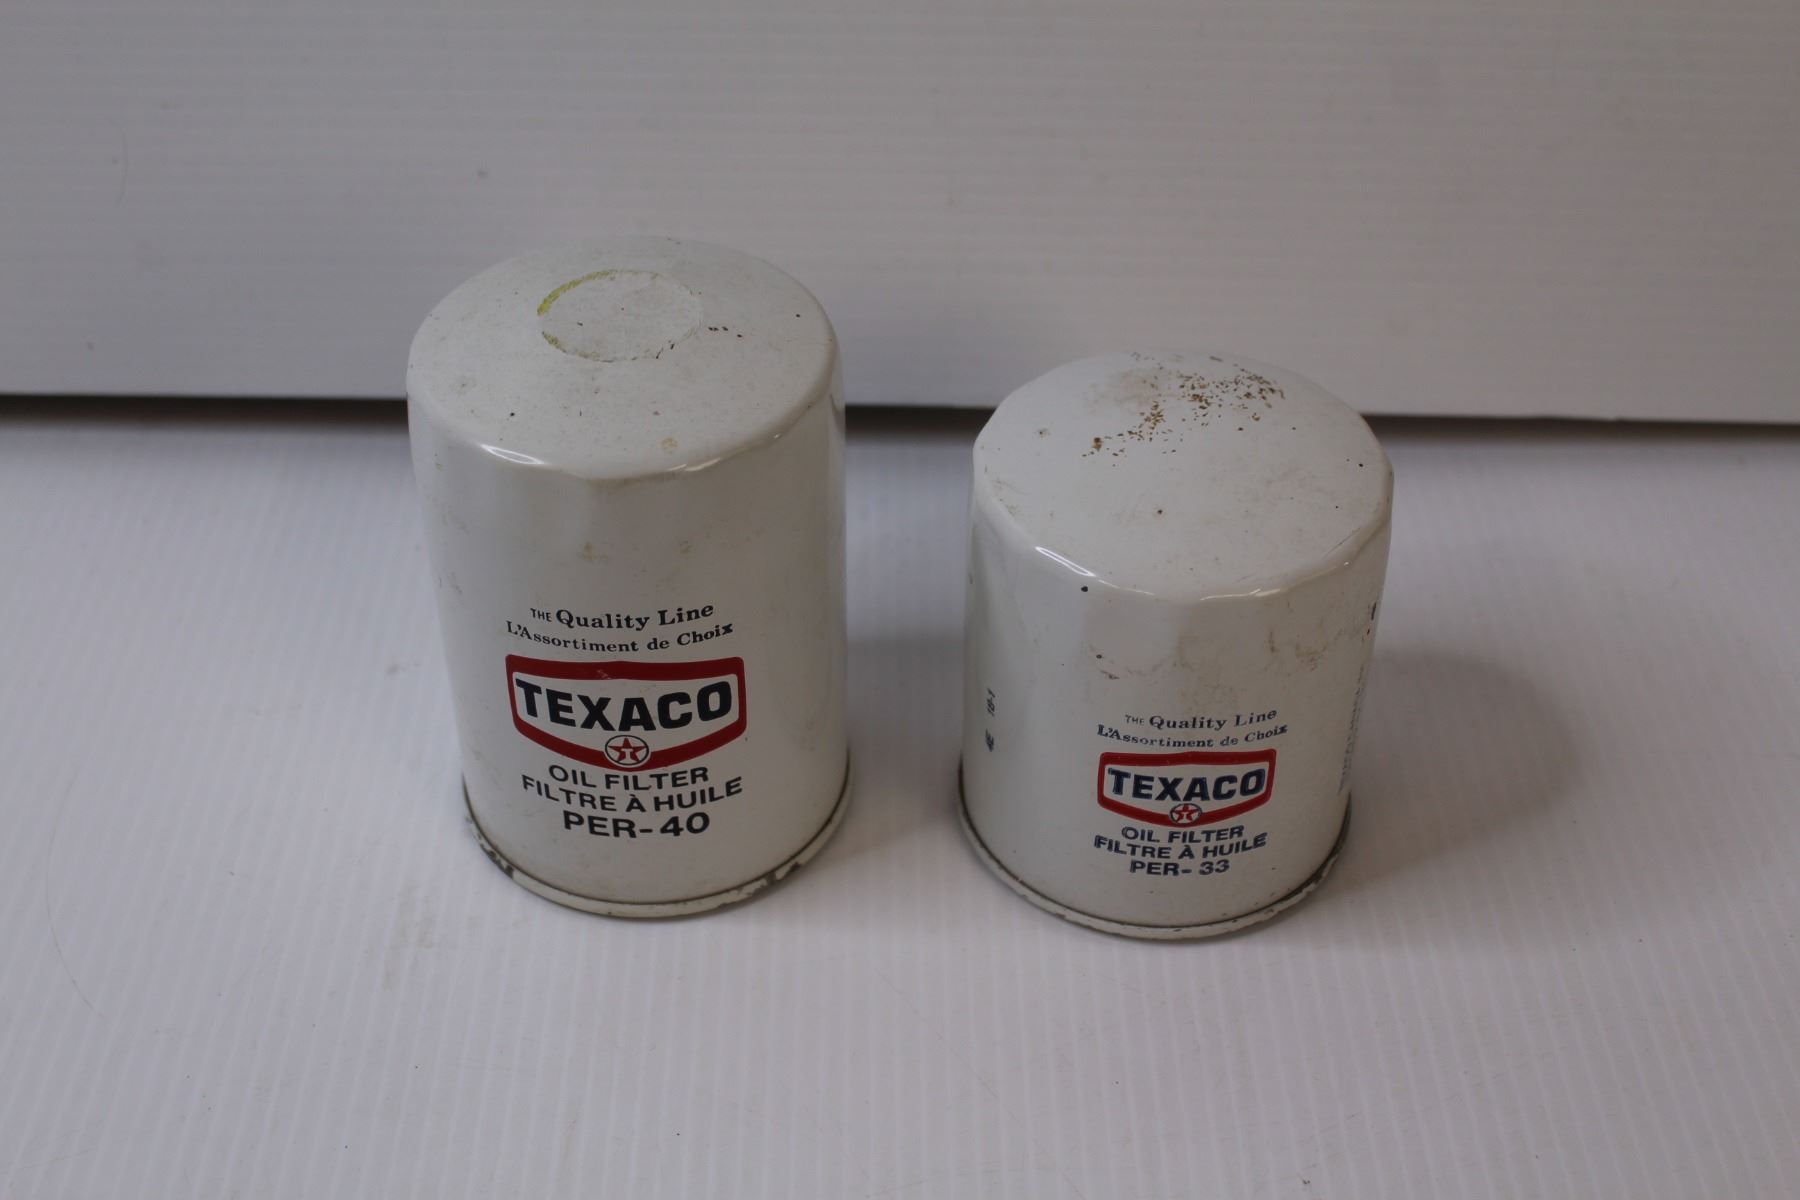 THE Quality Line
L'Assortiment de Choix
TEXACO
T
OIL FILTER
FILTRE À HUILE
PER-40
THE Quality Line
L'Assortiment de Choix
TEXACO
T
OIL FILTER
FILTRE À HUILE
PER-33